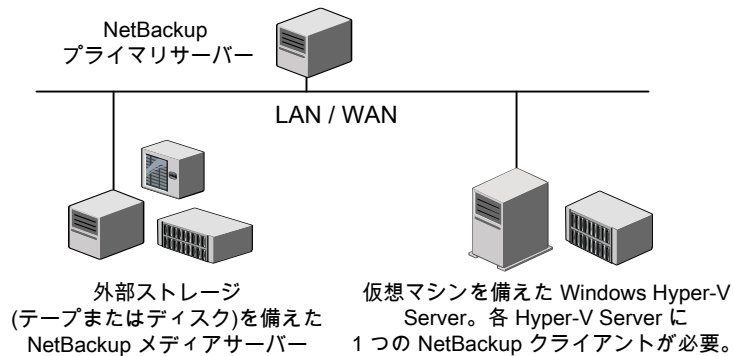 NetBackup
プライマリサーバー
LAN / WAN
外部ストレージ
(テープまたはディスク)を備えた
NetBackup メディアサーバー
仮想マシンを備えた Windows Hyper-V
Server。各 Hyper-V Server に
1 つの NetBackup クライアントが必要。